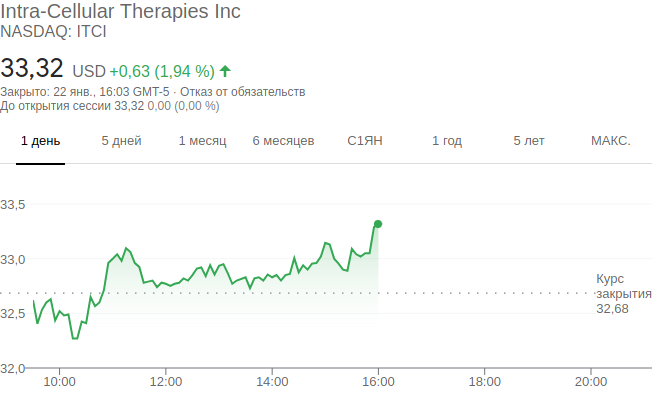 Intra-Cellular Therapies Inc
NASDAQ: ITCI
33,32 USD +0,63 (1,94 %)
Закрыто: 22 янв., 16:03 GMT-5 · Отказ от обязательств
До открытия сессии 33,32 0,00 (0,00 %)
1 день 5 дней 1 месяц 6 месяцев С1ЯН 1 год 5 лет МАКС.
33,5
33,0
Курс
закрытия
32,68
32,5
32,0
10:00 12:00 14:00 16:00 18:00 20:00